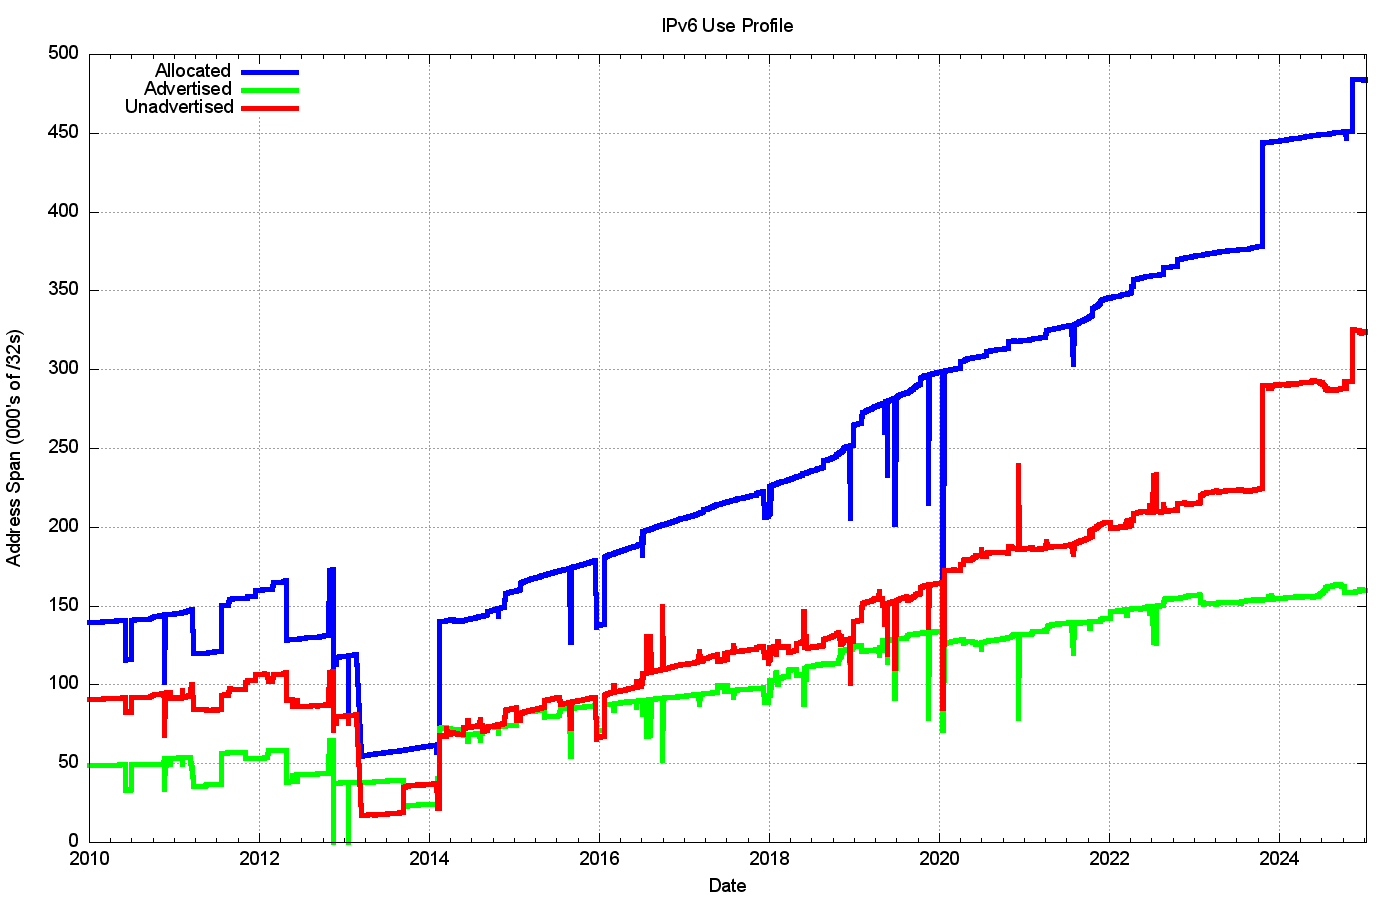 IPv6 Use Profile
500
450
400
350
300
250
200
150
100
50
0
Allocated
Advertised
Unadvertised
Address Span (000's of /32s)
2010 2012 2014 2016 2018 2020 2022 2024
Date